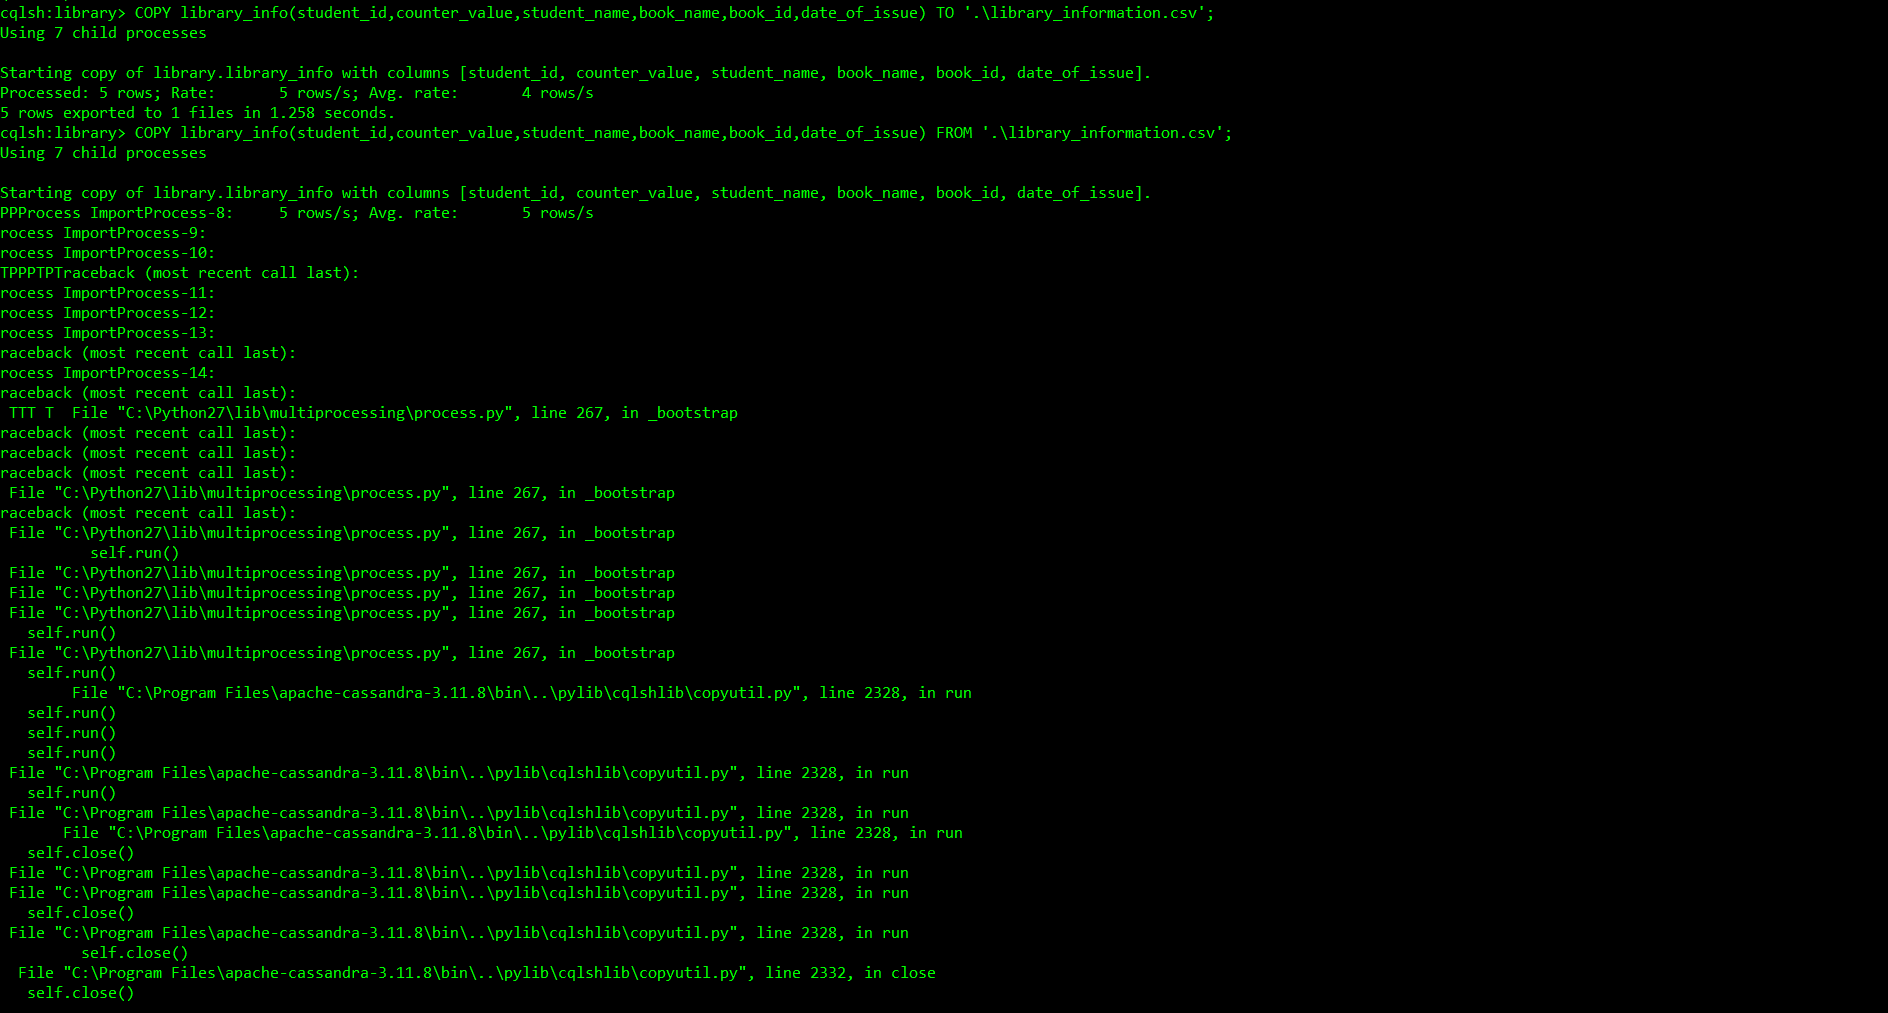 cqlsh:library> COPY library_info(student_id,counter_value,student_name,book_name,book_id,date_of_issue) TO '.\library_information.csv';
Using 7 child processes

Starting copy of library.library_info with columns [student_id, counter_value, student_name, book_name, book_id, date_of_issue].
Processed: 5 rows; Rate:       5 rows/s; Avg. rate:       4 rows/s
5 rows exported to 1 files in 1.258 seconds.
cqlsh:library> COPY library_info(student_id,counter_value,student_name,book_name,book_id,date_of_issue) FROM '.\library_information.csv';
Using 7 child processes

Starting copy of library.library_info with columns [student_id, counter_value, student_name, book_name, book_id, date_of_issue].
PPProcess ImportProcess-8:     5 rows/s; Avg. rate:       5 rows/s
rocess ImportProcess-9:
rocess ImportProcess-10:
TPPPTPTraceback (most recent call last):
rocess ImportProcess-11:
rocess ImportProcess-12:
rocess ImportProcess-13:
raceback (most recent call last):
rocess ImportProcess-14:
raceback (most recent call last):
 TTT T  File "C:\Python27\lib\multiprocessing\process.py", line 267, in _bootstrap
raceback (most recent call last):
raceback (most recent call last):
raceback (most recent call last):
 File "C:\Python27\lib\multiprocessing\process.py", line 267, in _bootstrap
raceback (most recent call last):
 File "C:\Python27\lib\multiprocessing\process.py", line 267, in _bootstrap
          self.run()
 File "C:\Python27\lib\multiprocessing\process.py", line 267, in _bootstrap
 File "C:\Python27\lib\multiprocessing\process.py", line 267, in _bootstrap
 File "C:\Python27\lib\multiprocessing\process.py", line 267, in _bootstrap
   self.run()
 File "C:\Python27\lib\multiprocessing\process.py", line 267, in _bootstrap
   self.run()
        File "C:\Program Files\apache-cassandra-3.11.8\bin\..\pylib\cqlshlib\copyutil.py", line 2328, in run
   self.run()
   self.run()
   self.run()
 File "C:\Program Files\apache-cassandra-3.11.8\bin\..\pylib\cqlshlib\copyutil.py", line 2328, in run
   self.run()
 File "C:\Program Files\apache-cassandra-3.11.8\bin\..\pylib\cqlshlib\copyutil.py", line 2328, in run
       File "C:\Program Files\apache-cassandra-3.11.8\bin\..\pylib\cqlshlib\copyutil.py", line 2328, in run
   self.close()
 File "C:\Program Files\apache-cassandra-3.11.8\bin\..\pylib\cqlshlib\copyutil.py", line 2328, in run
 File "C:\Program Files\apache-cassandra-3.11.8\bin\..\pylib\cqlshlib\copyutil.py", line 2328, in run
   self.close()
 File "C:\Program Files\apache-cassandra-3.11.8\bin\..\pylib\cqlshlib\copyutil.py", line 2328, in run
         self.close()
  File "C:\Program Files\apache-cassandra-3.11.8\bin\..\pylib\cqlshlib\copyutil.py", line 2332, in close
   self.close()